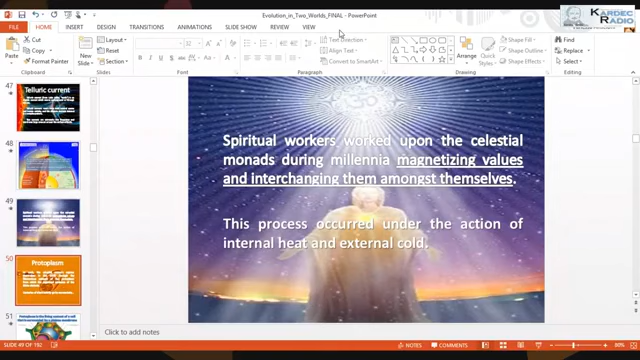 Evolution_in_Two_Worlds_FINAL - PowerPoint
KARDEC
RADIO
FILE HOME INSERT DESIGN TRANSITIONS ANIMATIONS SLIDE SHOW REVIEW VIEW
Cut
Copy
Format Painter
Paste
New
Slide
Layout
Reset
Section
Text Direction
Align Text
Convert to SmartArt
Arrange
Quick
Styles
Shape Fill
Shape Outline
Shape Effects
Find
Replace
Select
Clipboard
Slides
Font
Paragraph
Drawing
Editing
47
Telluric current
48
49
50
Protoplasm
51
Spiritual workers worked upon the celestial
monads during millennia magnetizing values
and interchanging them amongst themselves.
This process occurred under the action of
internal heat and external cold.
Click to add notes
SLIDE 49 OF 102
NOTES
COMMENTS
80%